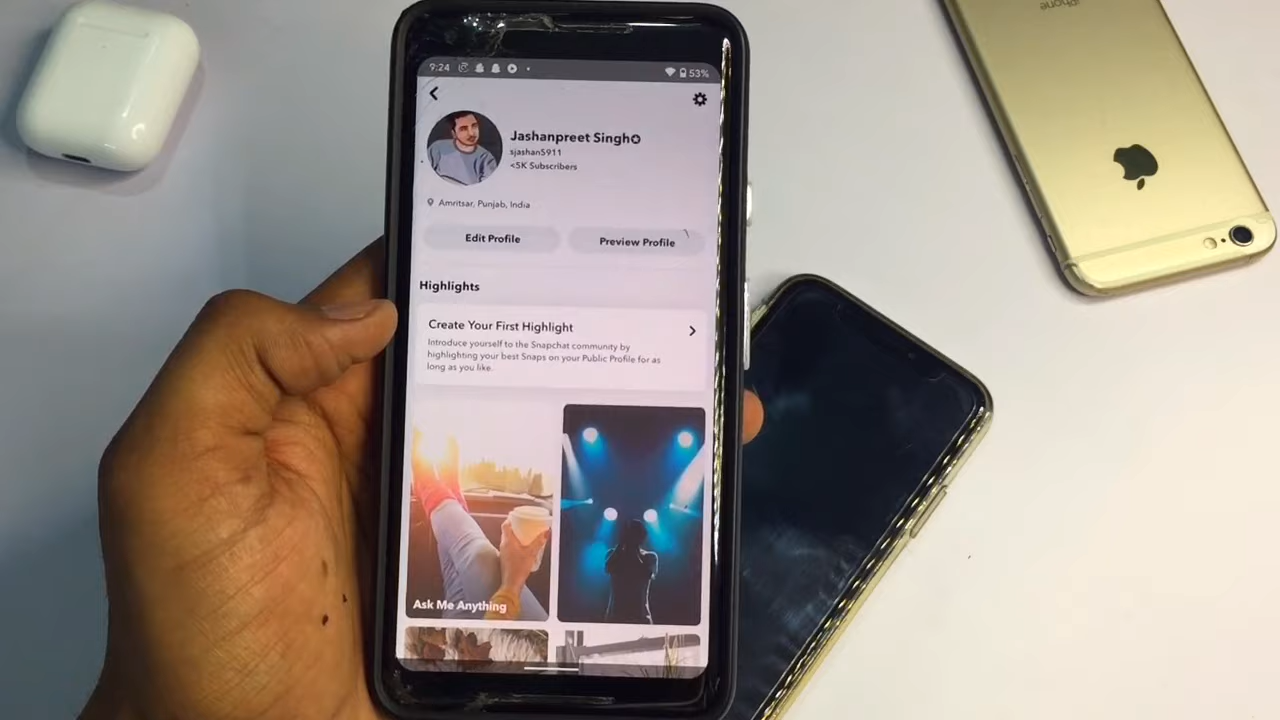 iPhone
9:24
53%
Jashanpreet Singh
sjashan5911
<5K Subscribers
Amritsar, Punjab, India
Edit Profile
Preview Profile
Highlights
Create Your First Highlight
Introduce yourself to the Snapchat community by
highlighting your best Snaps on your Public Profile for as
long as you like.
Ask Me Anything